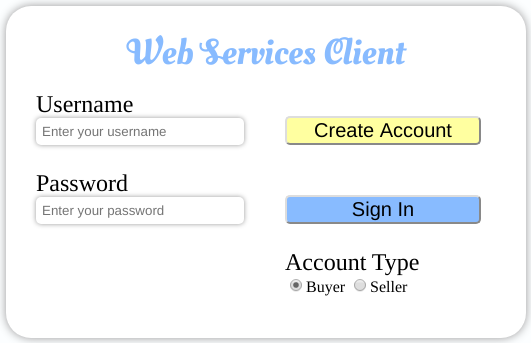 Web Services Client
Username
Enter your username
Create Account
Password
Enter your password
Sign In
Account Type
Buyer Seller